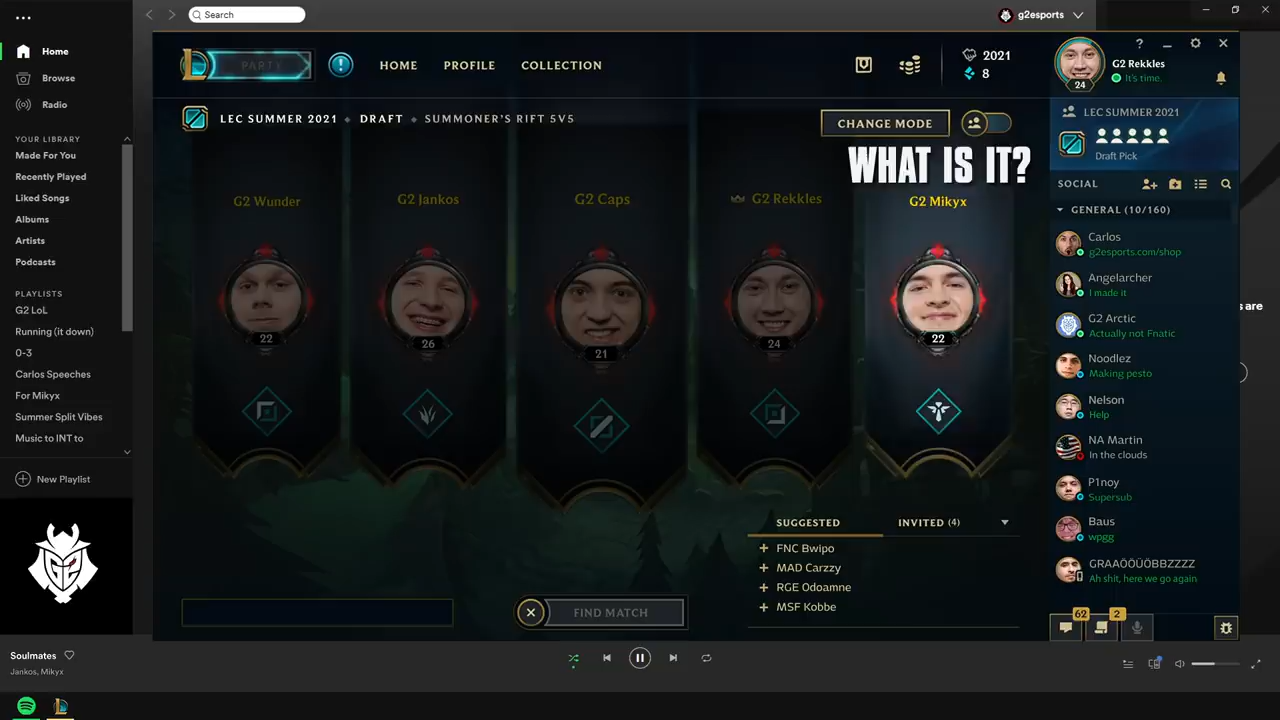 Search
g2esports
Home
Browse
Radio
YOUR LIBRARY
Made For You
Recently Played
Liked Songs
Albums
Artists
Podcasts
PLAYLISTS
G2 LoL
Running (it down)
0-3
Carlos Speeches
For Mikyx
Summer Split Vibes
Music to INT to
New Playlist
Soulmates
Jankos, Mikyx
PARTY
HOME
PROFILE
COLLECTION
2021
8
LEC SUMMER 2021 DRAFT SUMMONER'S RIFT 5V5
CHANGE MODE
WHAT IS IT?
G2 Wunder
22
G2 Jankos
26
G2 Caps
21
G2 Rekkles
24
G2 Mikyx
22
SUGGESTED
INVITED (4)
+ FNC Bwipo
+ MAD Carzzy
+ RGE Odoamne
+ MSF Kobbe
FIND MATCH
24
G2 Rekkles
It's time.
LEC SUMMER 2021
Draft Pick
SOCIAL
GENERAL (10/160)
Carlos
g2esports.com/shop
Angelarcher
I made it
G2 Arctic
Actually not Fnatic
Noodlez
Making pesto
Nelson
Help
NA Martin
In the clouds
P1noy
Supersub
Baus
wpgg
GRAAÖÖÜÖBBZZZZ
Ah shit, here we go again
62
2
s are